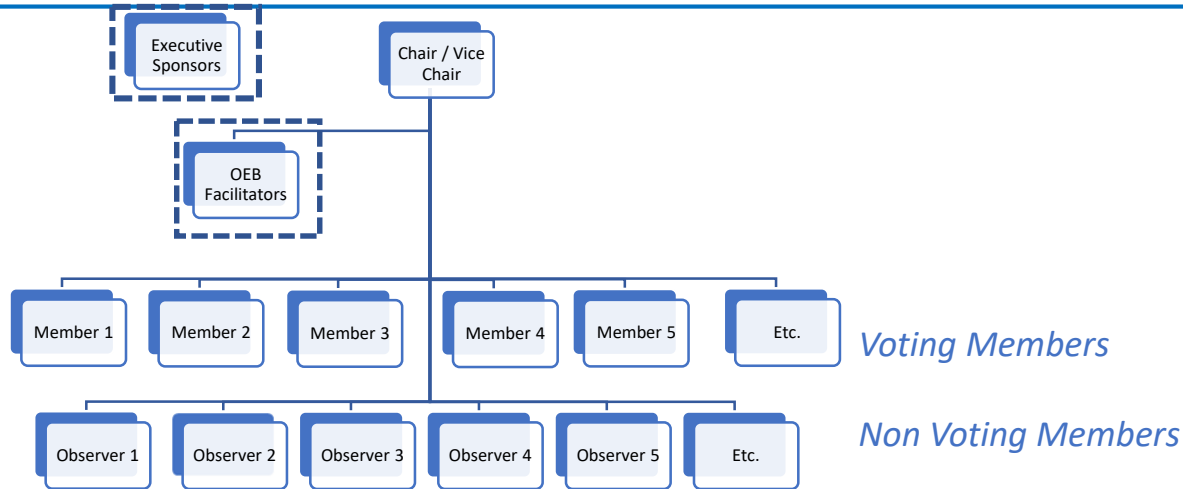 Executive
Sponsors
Chair / Vice
Chair
OEB
Facilitators
Member 1
Member 2
Member 3
Member 4
Member 5
Etc.
Voting Members
Observer 1
Observer 2
Observer 3
Observer 4
Observer 5
Etc.
Non Voting Members